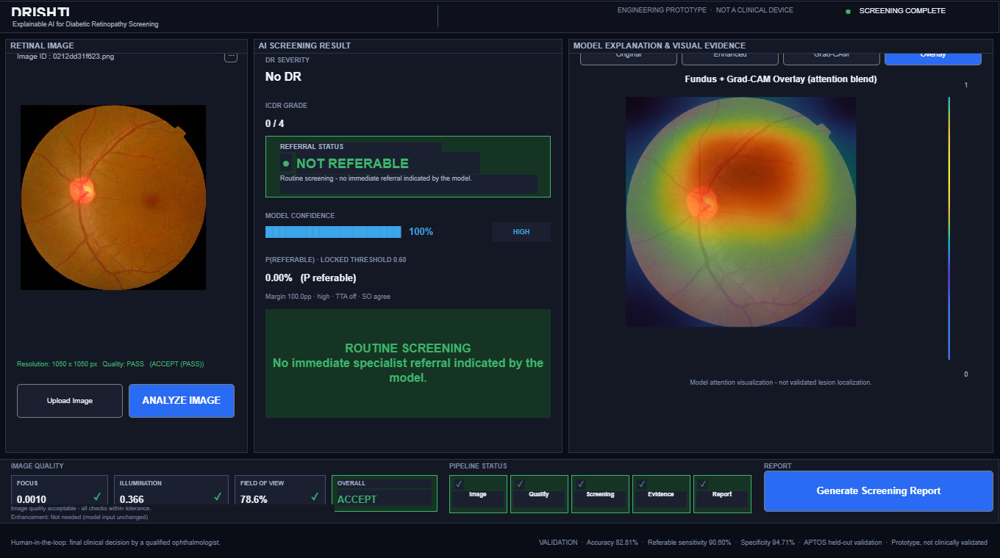 DRISHTI
Explainable AI for Diabetic Retinopathy Screening
ENGINEERING PROTOTYPE · NOT A CLINICAL DEVICE
● SCREENING COMPLETE
RETINAL IMAGE
Image ID : 0212dd31f623.png
Resolution: 1050 x 1050 px Quality: PASS (ACCEPT (PASS))
Upload Image
ANALYZE IMAGE
AI SCREENING RESULT
DR SEVERITY
No DR
ICDR GRADE
0 / 4
REFERRAL STATUS
● NOT REFERABLE
Routine screening - no immediate referral indicated by the model.
MODEL CONFIDENCE
100%
HIGH
P(REFERABLE) · LOCKED THRESHOLD 0.60
0.00% (P referable)
Margin 100.0pp · high · TTA off · SO agree
ROUTINE SCREENING
No immediate specialist referral indicated by the
model.
MODEL EXPLANATION & VISUAL EVIDENCE
Original
Enhanced
Grad-CAM
Overlay
Fundus + Grad-CAM Overlay (attention blend)
1
0
Model attention visualization - not validated lesion localization.
IMAGE QUALITY
FOCUS
0.0010 ✓
ILLUMINATION
0.366 ✓
FIELD OF VIEW
78.6% ✓
OVERALL
ACCEPT
Image quality acceptable - all checks within tolerance.
Enhancement: Not needed (model input unchanged)
PIPELINE STATUS
✓
Image
✓
Quality
✓
Screening
✓
Evidence
✓
Report
REPORT
Generate Screening Report
Human-in-the-loop: final clinical decision by a qualified ophthalmologist.
VALIDATION · Accuracy 82.81% · Referable sensitivity 90.60% · Specificity 94.71% · APTOS held-out validation · Prototype, not clinically validated